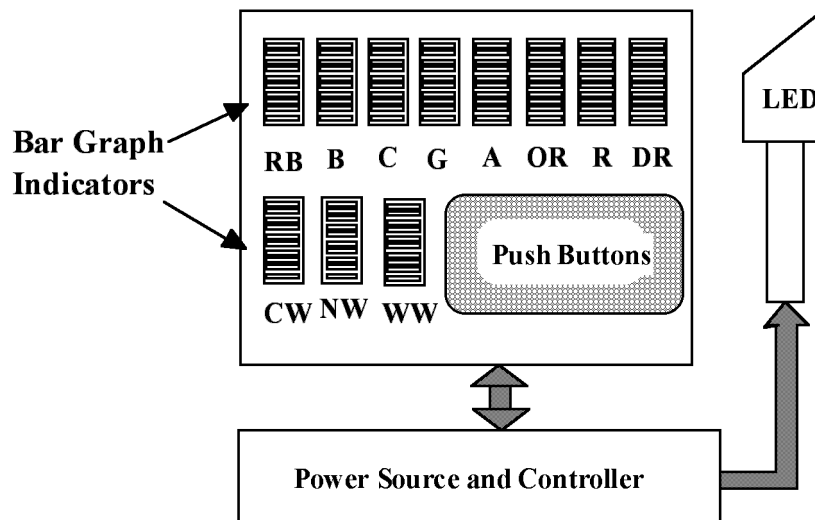 Bar Graph
Indicators
RB B C G A OR R DR
CW NW WW
Push Buttons
LED
Power Source and Controller